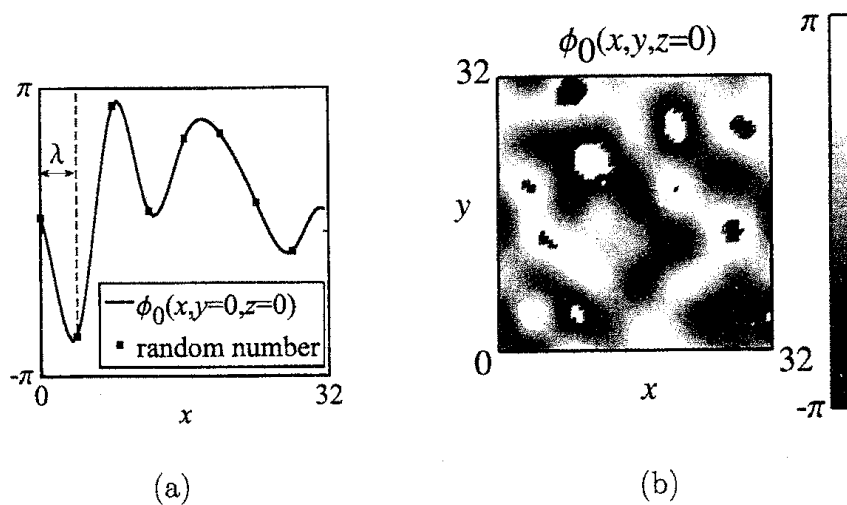 π
λ
ϕ₀(x,y=0,z=0)
random number
-π
0
32
x
(a)
ϕ₀(x,y,z=0)
32
y
0
32
x
π
-π
(b)